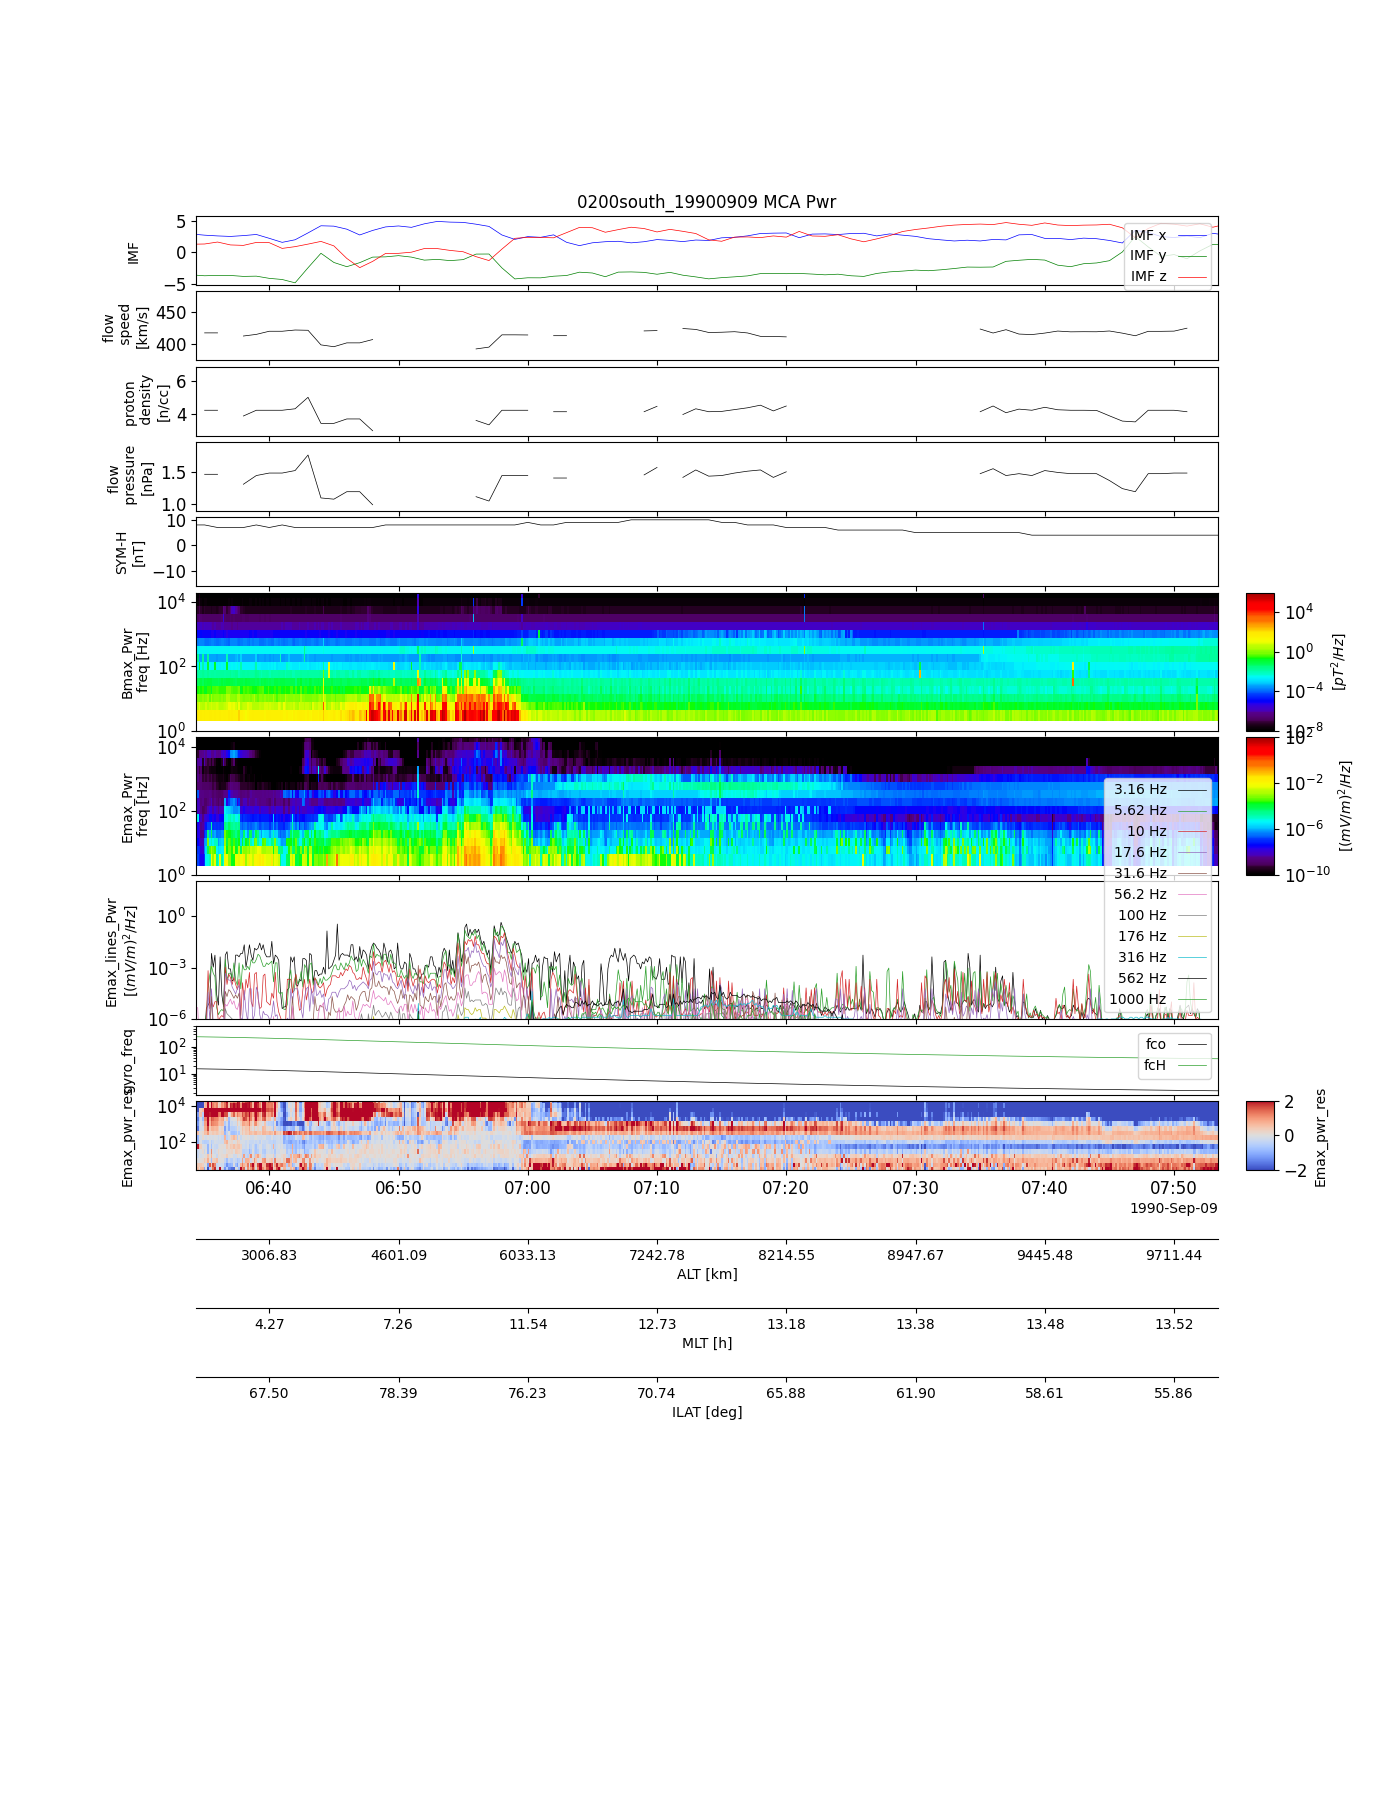 0200south_19900909 MCA Pwr
5
0
−5
IMF
IMF x
IMF y
IMF z
450
400
flow
speed
[km/s]
6
4
proton
density
[n/cc]
1.5
1.0
flow
pressure
[nPa]
10
0
−10
SYM-H
[nT]
10^4
10^2
10^0
Bmax_Pwr
freq [Hz]
10^4
10^0
10^−4
10^−8
[pT^2/Hz]
10^4
10^2
10^0
Emax_Pwr
freq [Hz]
10^2
10^−2
10^−6
10^−10
[(mV/m)^2/Hz]
3.16 Hz
5.62 Hz
10 Hz
17.6 Hz
31.6 Hz
56.2 Hz
100 Hz
176 Hz
316 Hz
562 Hz
1000 Hz
10^0
10^−3
10^−6
Emax_lines_Pwr
[(mV/m)^2/Hz]
10^2
10^1
gyro_freq
fco
fcH
10^4
10^2
Emax_pwr_res
2
0
−2
Emax_pwr_res
06:40 06:50 07:00 07:10 07:20 07:30 07:40 07:50
1990-Sep-09
3006.83 4601.09 6033.13 7242.78 8214.55 8947.67 9445.48 9711.44
ALT [km]
4.27 7.26 11.54 12.73 13.18 13.38 13.48 13.52
MLT [h]
67.50 78.39 76.23 70.74 65.88 61.90 58.61 55.86
ILAT [deg]